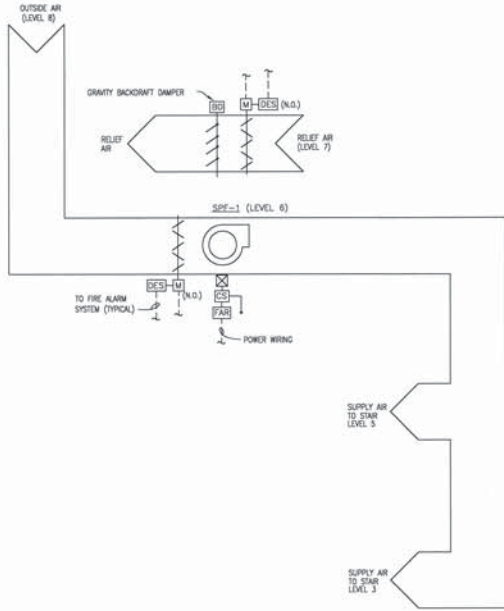 OUTSIDE AIR
(LEVEL 8)
GRAVITY BACKDRAFT DAMPER
BD
M
DES
(N.O.)
RELIEF
AIR
RELIEF AIR
(LEVEL 7)
SPF-1 (LEVEL 6)
DES
M
(N.O.)
TO FIRE ALARM
SYSTEM (TYPICAL)
CS
FAR
POWER WIRING
SUPPLY AIR
TO STAIR
LEVEL 5
SUPPLY AIR
TO STAIR
LEVEL 3